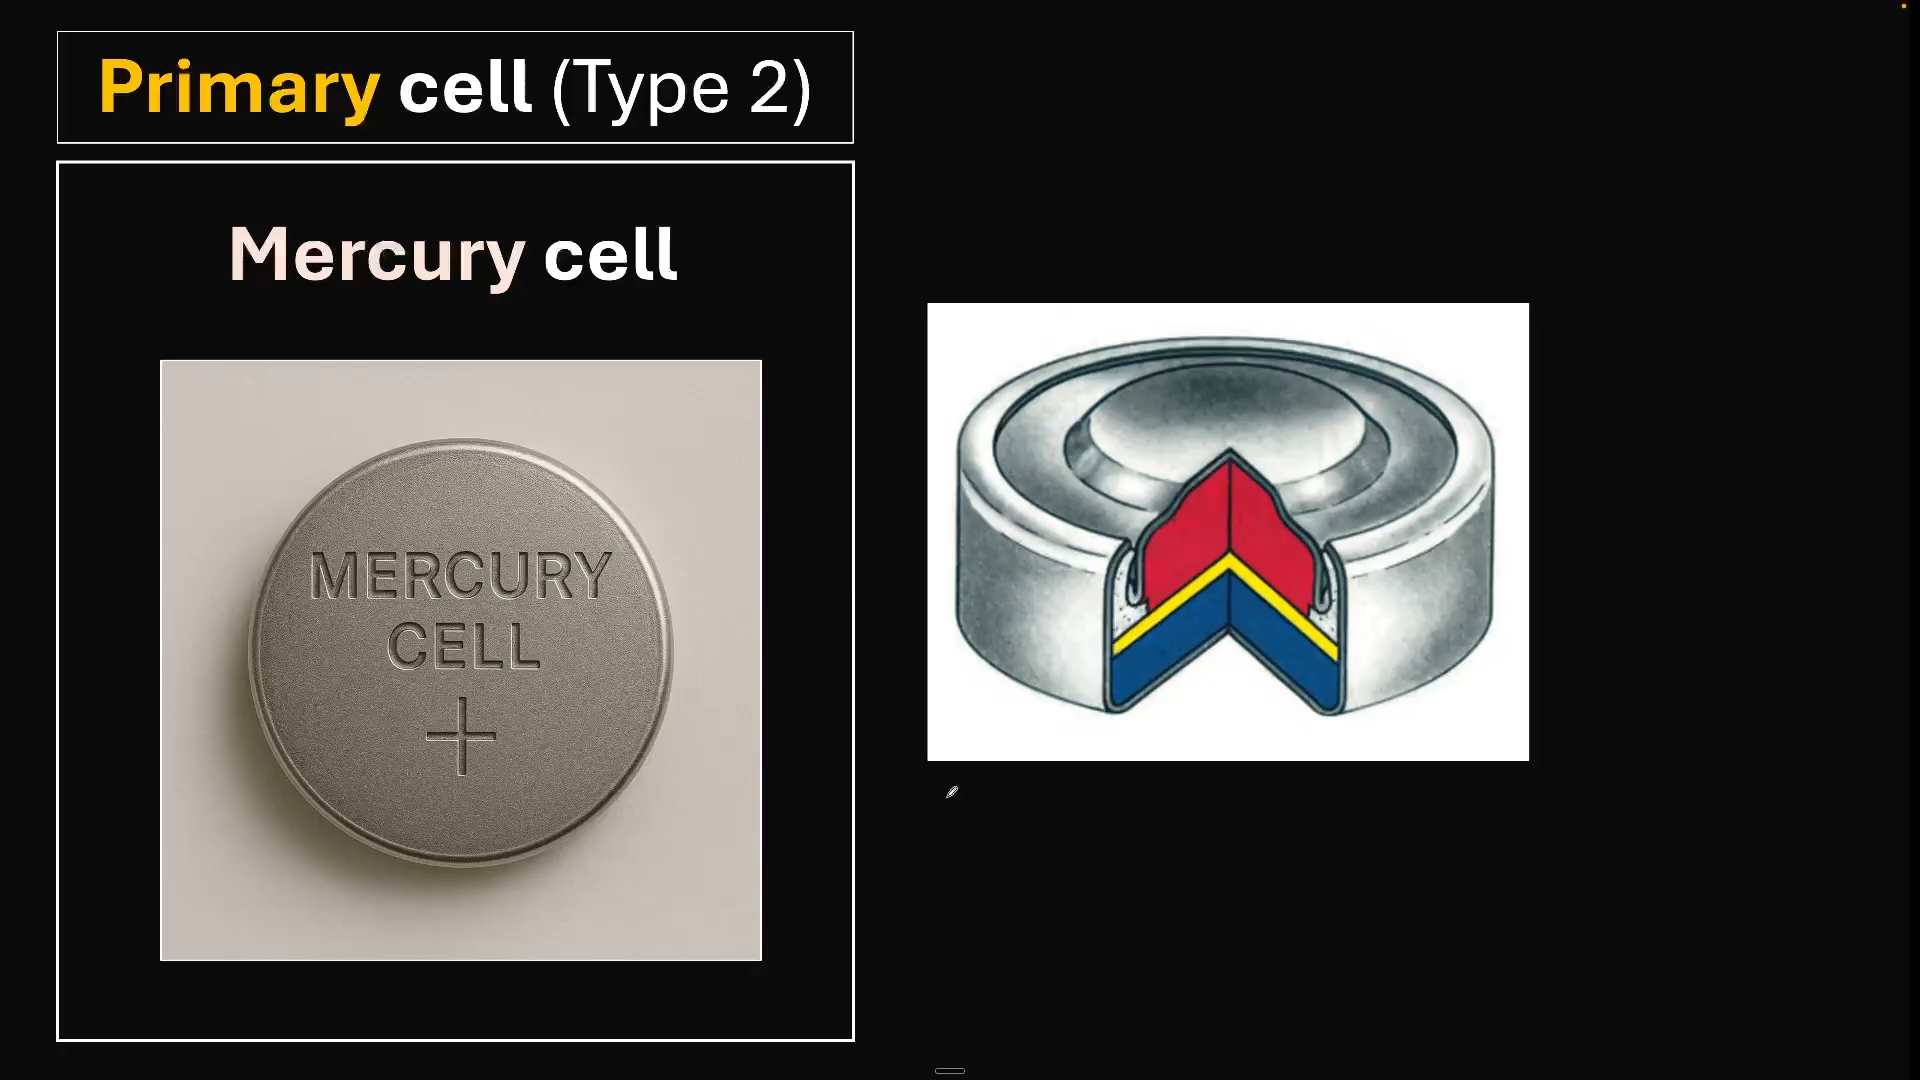 Primary cell (Type 2)
Mercury cell
MERCURY
CELL
+